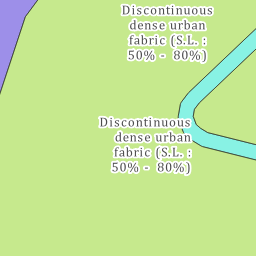 Discontinuous
dense urban
fabric (S.L. :
50% -  80%)
Discontinuous
dense urban
fabric (S.L. :
50% -  80%)